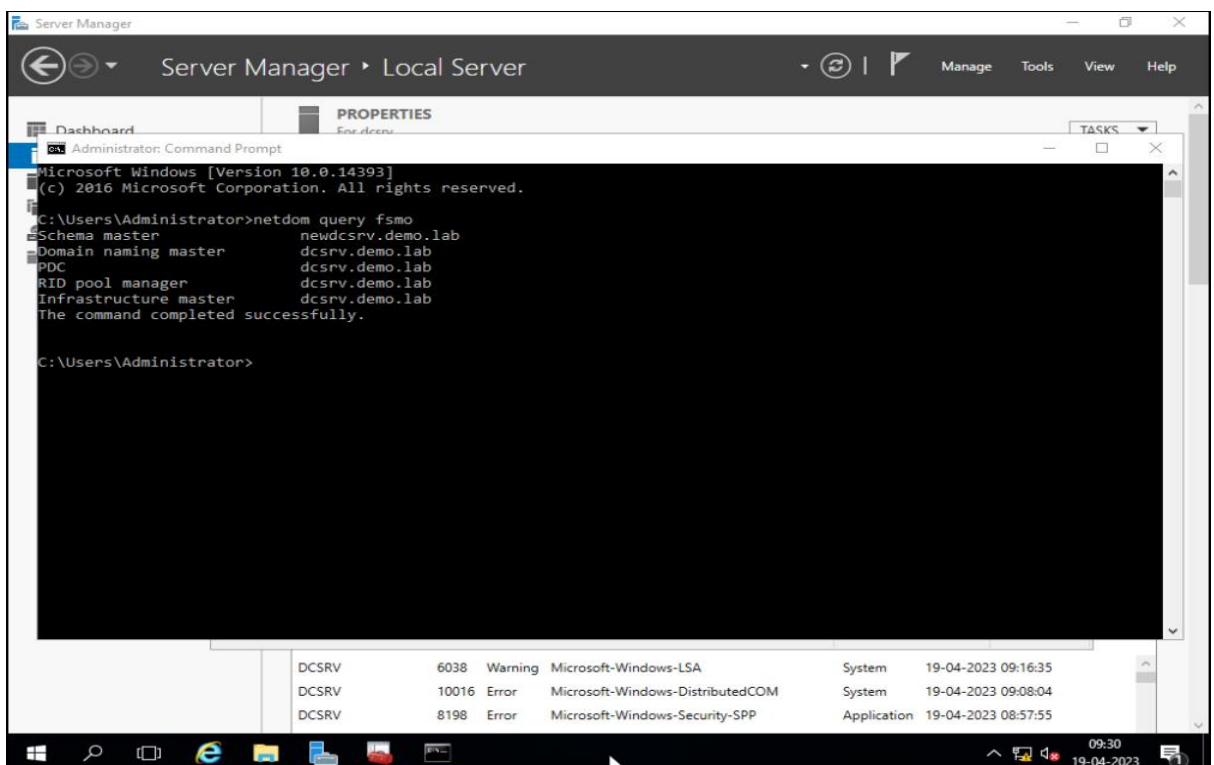 Server Manager
Server Manager ‣ Local Server
Manage Tools View Help
PROPERTIES
For dcsrv
Dashboard
TASKS
Administrator: Command Prompt
Microsoft Windows [Version 10.0.14393]
(c) 2016 Microsoft Corporation. All rights reserved.
C:\Users\Administrator>netdom query fsmo
Schema master newdcsrv.demo.lab
Domain naming master dcsrv.demo.lab
PDC dcsrv.demo.lab
RID pool manager dcsrv.demo.lab
Infrastructure master dcsrv.demo.lab
The command completed successfully.
C:\Users\Administrator>
DCSRV 6038 Warning Microsoft-Windows-LSA System 19-04-2023 09:16:35
DCSRV 10016 Error Microsoft-Windows-DistributedCOM System 19-04-2023 09:08:04
DCSRV 8198 Error Microsoft-Windows-Security-SPP Application 19-04-2023 08:57:55
09:30
19-04-2023
1